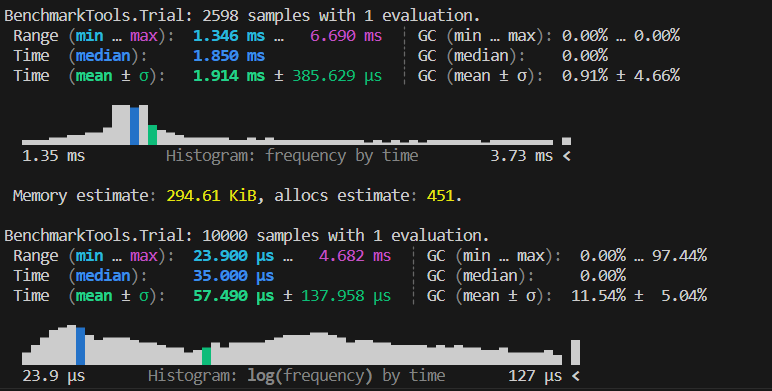 BenchmarkTools.Trial: 2598 samples with 1 evaluation.
Range (min … max): 1.346 ms … 6.690 ms ┊ GC (min … max): 0.00% … 0.00%
Time (median): 1.850 ms ┊ GC (median): 0.00%
Time (mean ± σ): 1.914 ms ± 385.629 μs ┊ GC (mean ± σ): 0.91% ± 4.66%
1.35 ms Histogram: frequency by time 3.73 ms <
Memory estimate: 294.61 KiB, allocs estimate: 451.
BenchmarkTools.Trial: 10000 samples with 1 evaluation.
Range (min … max): 23.900 μs … 4.682 ms ┊ GC (min … max): 0.00% … 97.44%
Time (median): 35.000 μs ┊ GC (median): 0.00%
Time (mean ± σ): 57.490 μs ± 137.958 μs ┊ GC (mean ± σ): 11.54% ± 5.04%
23.9 μs Histogram: log(frequency) by time 127 μs <